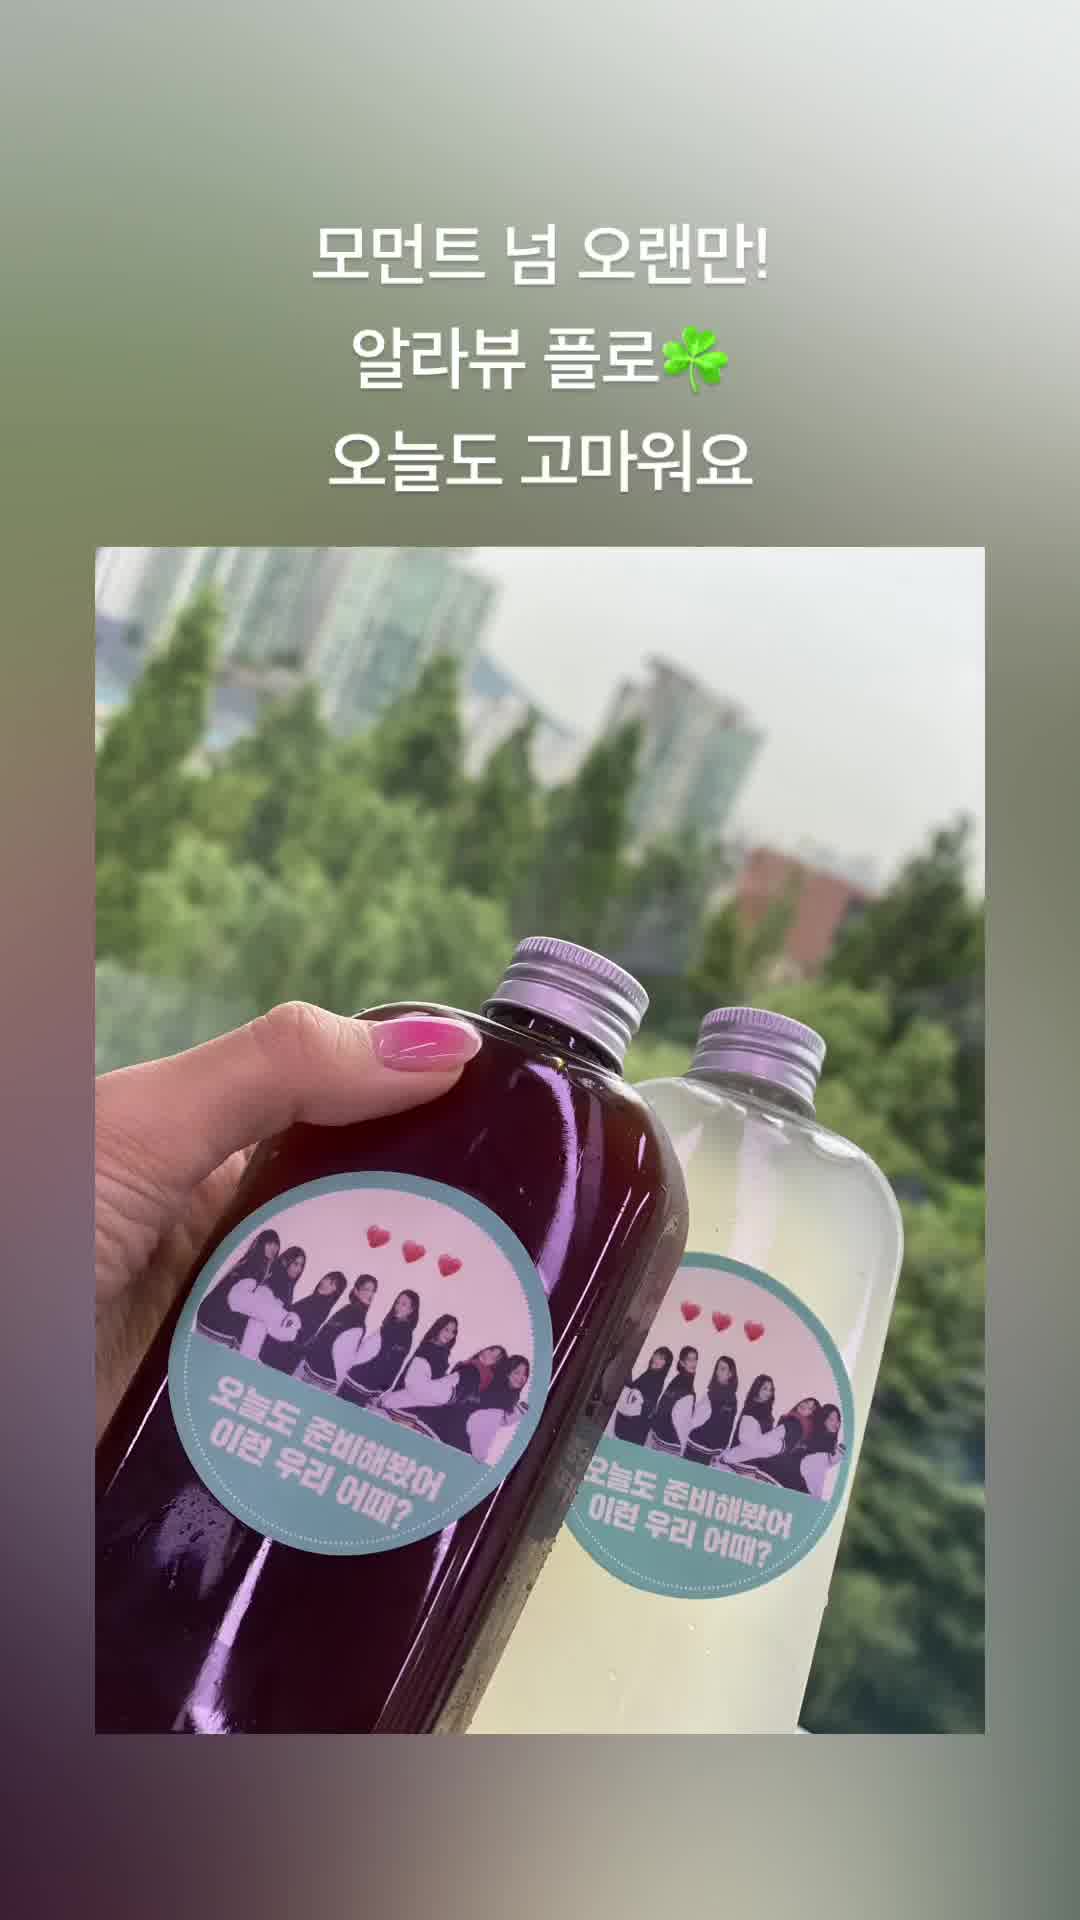 모먼트 넘 오랜만!
알라뷰 플로☘️
오늘도 고마워요
오늘도 준비해봤어
이런 우리 어때?
오늘도 준비해봤어
이런 우리 어때?